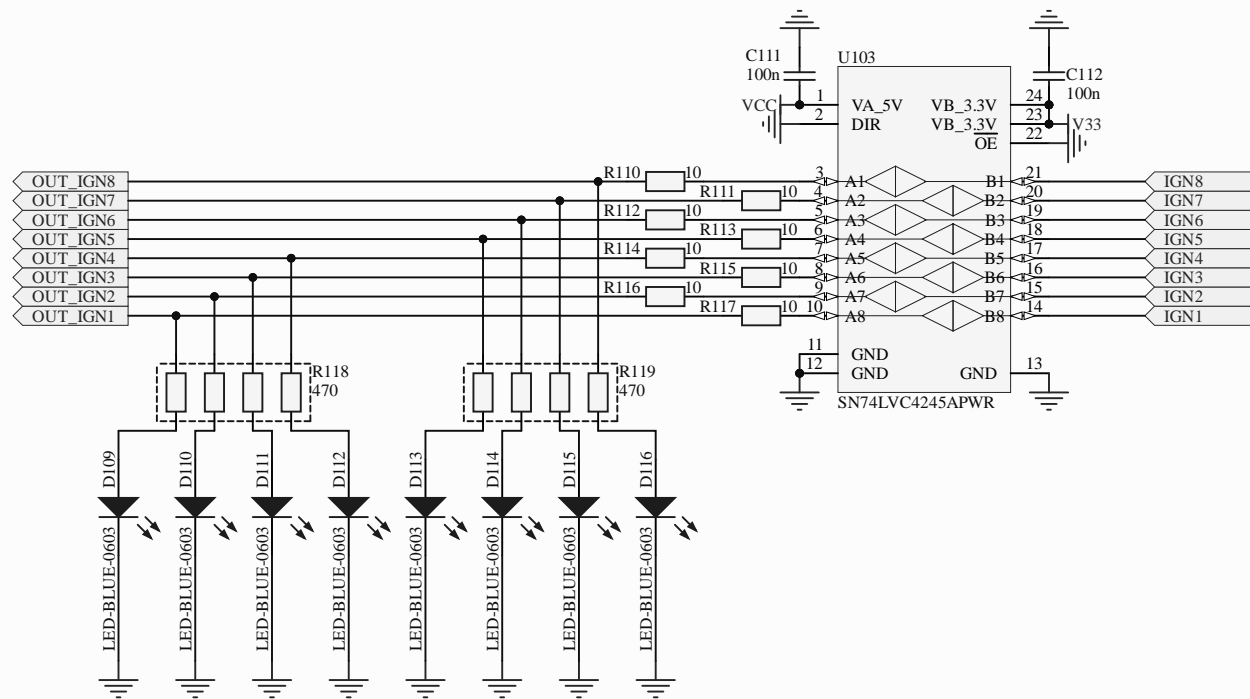 C111
100n
U103
C112
100n
VCC
1
VA_5V
VB_3.3V
24
2
DIR
VB_3.3V
23
V33
OE
22
OUT_IGN8
R110
10
3
A1
B1
21
IGN8
OUT_IGN7
R111
10
4
A2
B2
20
IGN7
OUT_IGN6
R112
10
5
A3
B3
19
IGN6
OUT_IGN5
R113
10
6
A4
B4
18
IGN5
OUT_IGN4
R114
10
7
A5
B5
17
IGN4
OUT_IGN3
R115
10
8
A6
B6
16
IGN3
OUT_IGN2
R116
10
9
A7
B7
15
IGN2
OUT_IGN1
R117
10
10
A8
B8
14
IGN1
11
GND
12
GND
GND
13
SN74LVC4245APWR
R118
470
R119
470
D109
D110
D111
D112
D113
D114
D115
D116
LED-BLUE-0603
LED-BLUE-0603
LED-BLUE-0603
LED-BLUE-0603
LED-BLUE-0603
LED-BLUE-0603
LED-BLUE-0603
LED-BLUE-0603